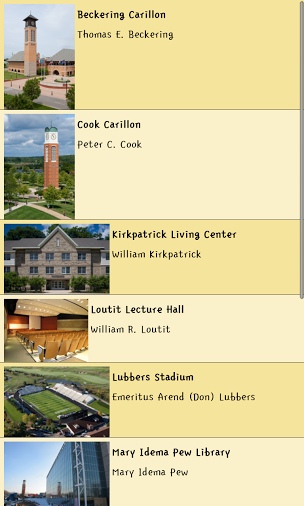 Beckering Carillon
Thomas E. Beckering
Cook Carillon
Peter C. Cook
Kirkpatrick Living Center
William Kirkpatrick
Loutit Lecture Hall
William R. Loutit
Lubbers Stadium
Emeritus Arend (Don) Lubbers
Mary Idema Pew Library
Mary Idema Pew